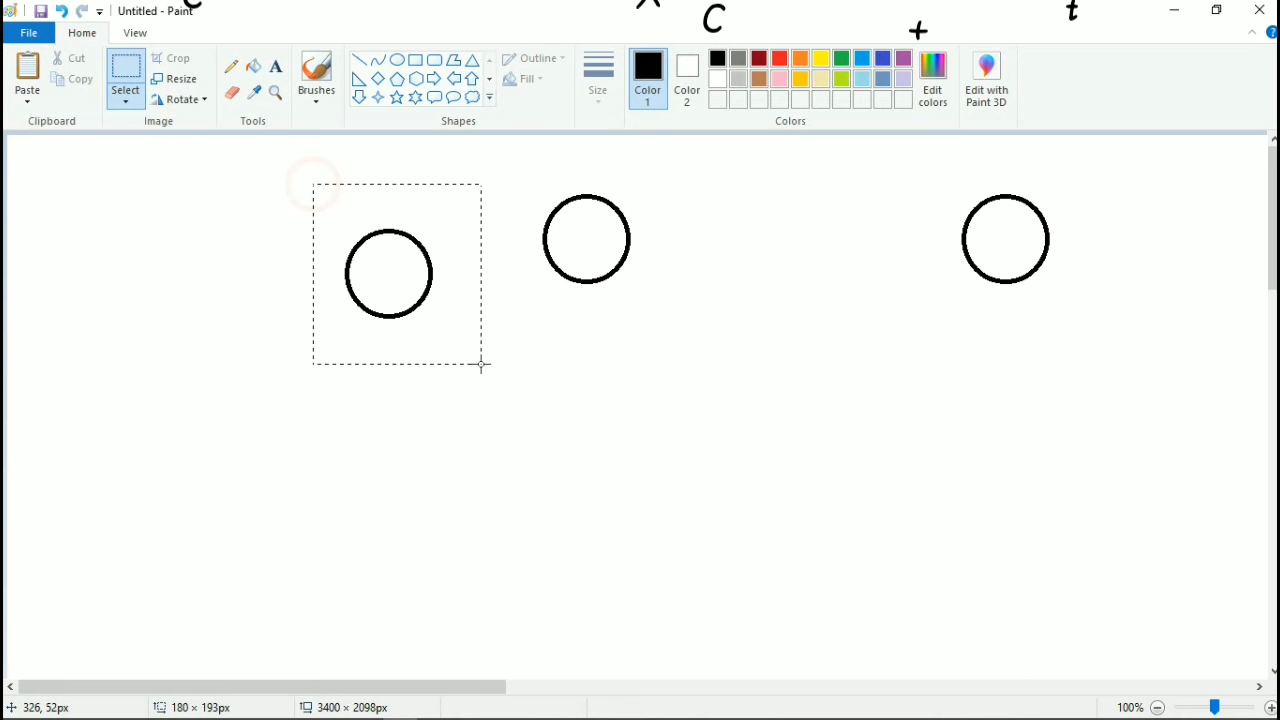 C
t
+
Untitled - Paint
File Home View
Paste
Cut
Copy
Clipboard
Select
Crop
Resize
Rotate
Image
A
Tools
Brushes
Outline
Fill
Shapes
Size
Color 1
Color 2
Edit colors
Colors
Edit with Paint 3D
?
326, 52px 180 × 193px 3400 × 2098px 100%